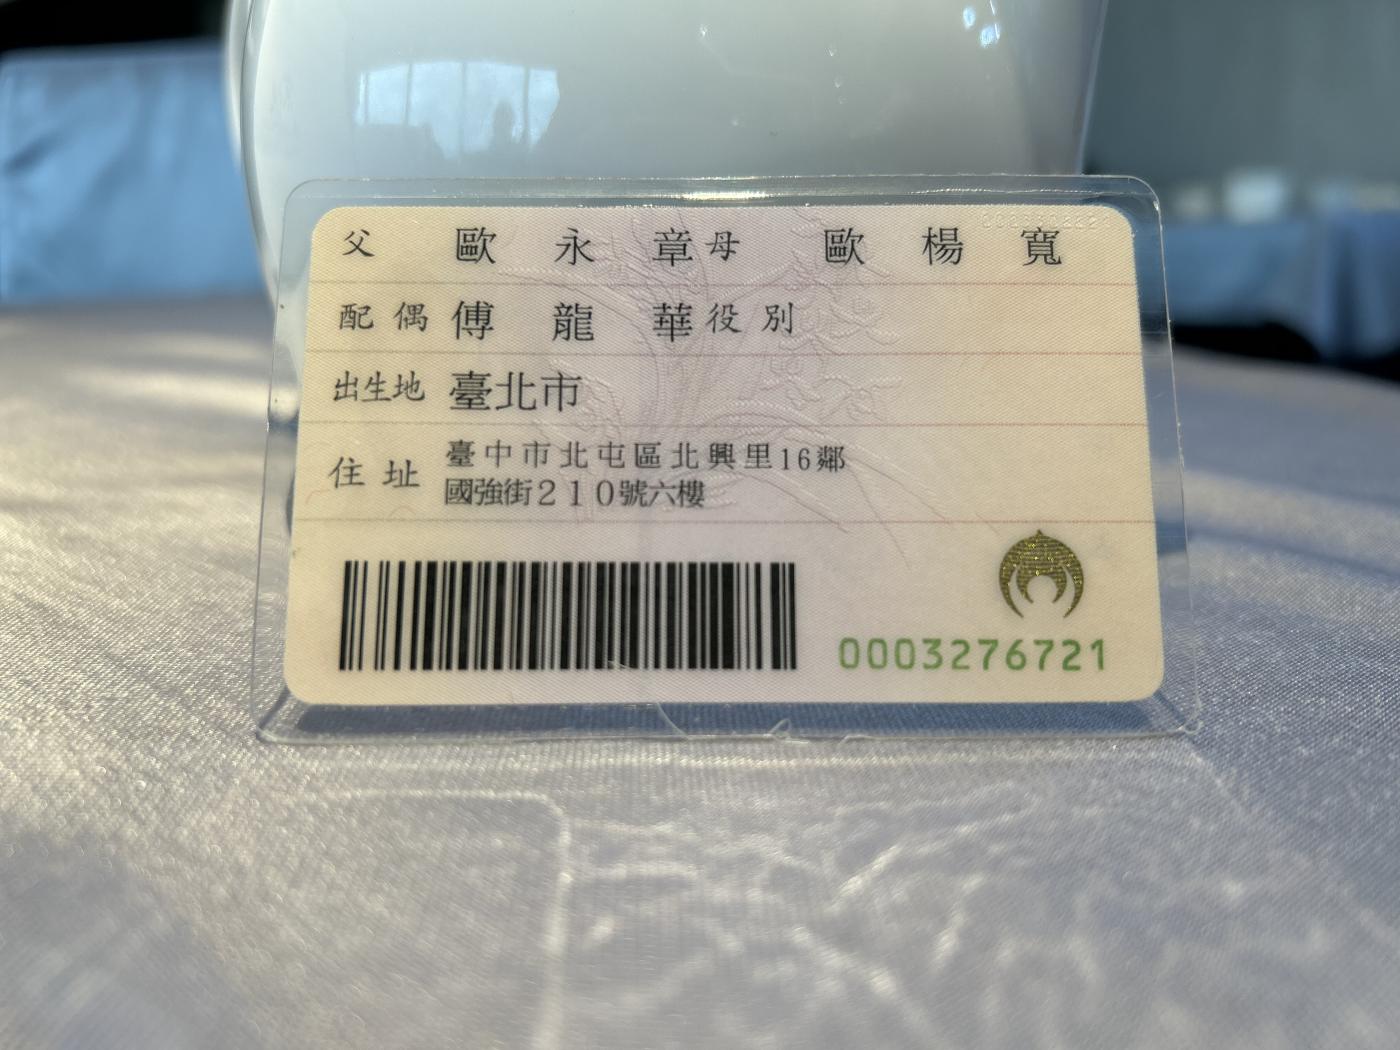 父 歐永章 母 歐楊寬
配偶 傅龍華 役別
出生地 臺北市
住址 臺中市北屯區北興里16鄰
國強街210號六樓
0003276721